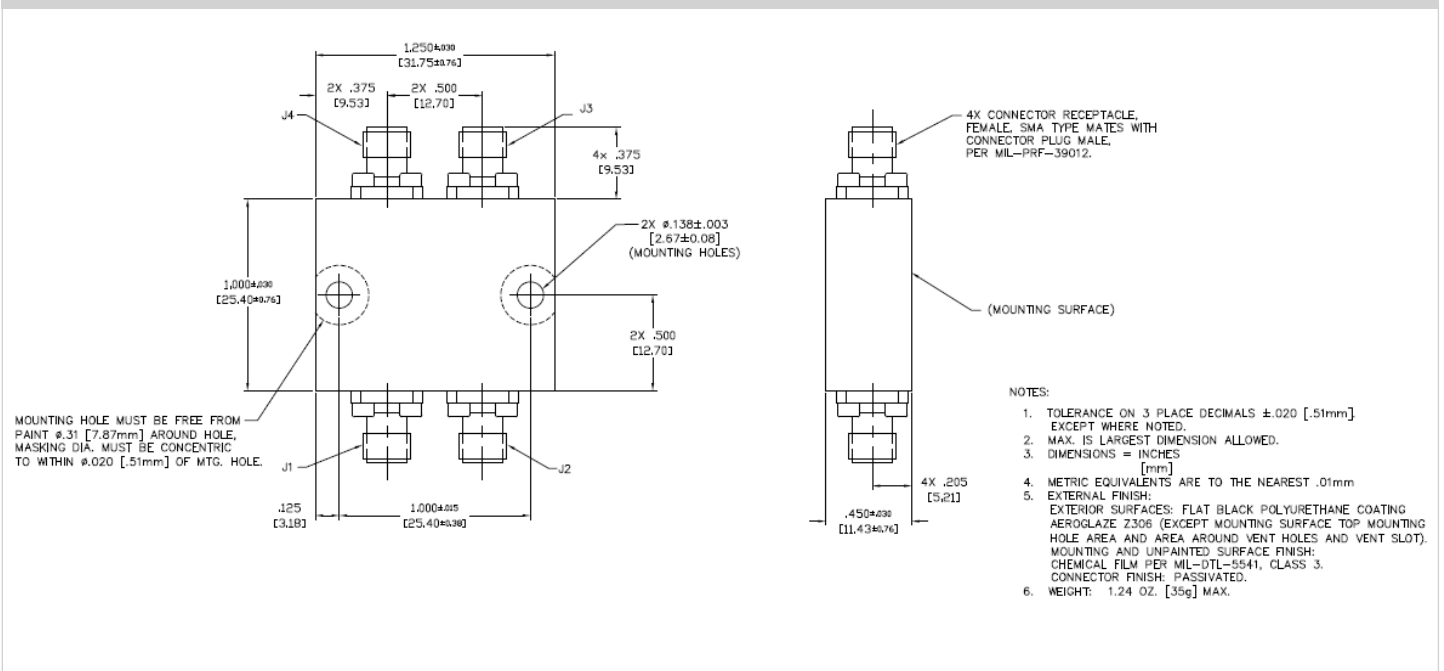 1.250±.030
[31.75±0.76]
2X .375
[9.53]
2X .500
[12.70]
J4
J3
4x .375
[9.53]
2X ø.138±.003
[2.67±0.08]
(MOUNTING HOLES)
1.000±.030
[25.40±0.76]
2X .500
[12.70]
MOUNTING HOLE MUST BE FREE FROM
PAINT ø.31 [7.87mm] AROUND HOLE,
MASKING DIA. MUST BE CONCENTRIC
TO WITHIN ø.020 [.51mm] OF MTG. HOLE.
J1
J2
.125
[3.18]
1.000±.015
[25.40±0.38]
4X CONNECTOR RECEPTACLE,
FEMALE, SMA TYPE MATES WITH
CONNECTOR PLUG MALE,
PER MIL-PRF-39012.
(MOUNTING SURFACE)
4X .205
[5.21]
.450±.030
[11.43±0.76]
NOTES:
1. TOLERANCE ON 3 PLACE DECIMALS ±.020 [.51mm]
EXCEPT WHERE NOTED.
2. MAX. IS LARGEST DIMENSION ALLOWED.
3. DIMENSIONS = INCHES
[mm]
4. METRIC EQUIVALENTS ARE TO THE NEAREST .01mm
5. EXTERNAL FINISH:
EXTERIOR SURFACES: FLAT BLACK POLYURETHANE COATING
AEROGLAZE Z306 (EXCEPT MOUNTING SURFACE TOP MOUNTING
HOLE AREA AND AREA AROUND VENT HOLES AND VENT SLOT).
MOUNTING AND UNPAINTED SURFACE FINISH:
CHEMICAL FILM PER MIL-DTL-5541, CLASS 3.
CONNECTOR FINISH: PASSIVATED.
6. WEIGHT: 1.24 OZ. [35g] MAX.